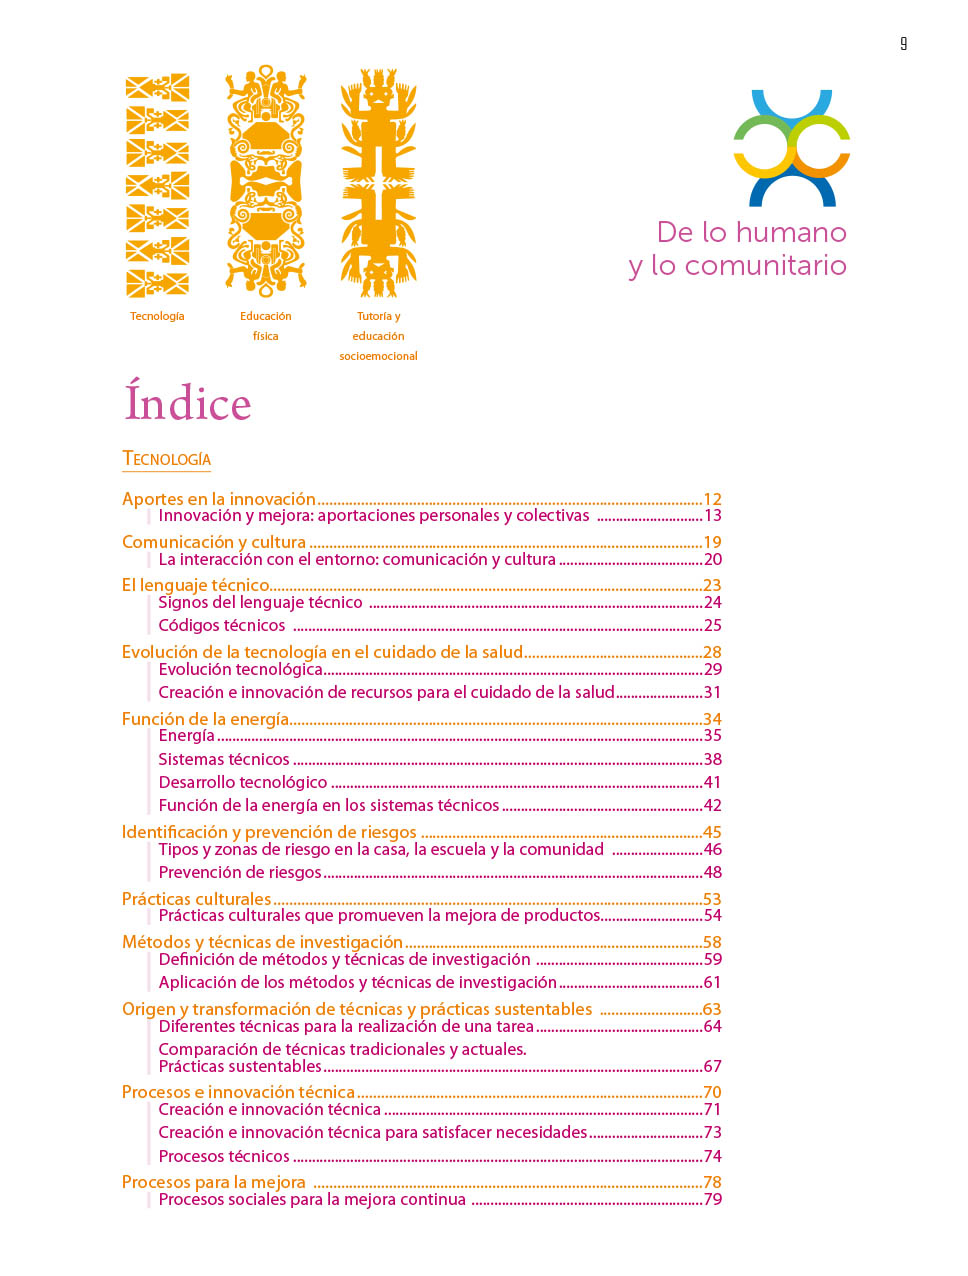 9
De lo humano
y lo comunitario
Tecnología
Educación
física
Tutoría y
educación
socioemocional
Índice
Tecnología
Aportes en la innovación............................................................................................12
Innovación y mejora: aportaciones personales y colectivas ............................13
Comunicación y cultura ..............................................................................................19
La interacción con el entorno: comunicación y cultura ......................................20
El lenguaje técnico.......................................................................................................23
Signos del lenguaje técnico ........................................................................................24
Códigos técnicos ............................................................................................................25
Evolución de la tecnología en el cuidado de la salud...........................................28
Evolución tecnológica....................................................................................................29
Creación e innovación de recursos para el cuidado de la salud.......................31
Función de la energía..................................................................................................34
Energía................................................................................................................................35
Sistemas técnicos ............................................................................................................38
Desarrollo tecnológico ..................................................................................................41
Función de la energía en los sistemas técnicos .....................................................42
Identificación y prevención de riesgos ...................................................................45
Tipos y zonas de riesgo en la casa, la escuela y la comunidad ........................46
Prevención de riesgos....................................................................................................48
Prácticas culturales......................................................................................................53
Prácticas culturales que promueven la mejora de productos...........................54
Métodos y técnicas de investigación.......................................................................58
Definición de métodos y técnicas de investigación ............................................59
Aplicación de los métodos y técnicas de investigación......................................61
Origen y transformación de técnicas y prácticas sustentables .........................63
Diferentes técnicas para la realización de una tarea............................................64
Comparación de técnicas tradicionales y actuales.
Prácticas sustentables....................................................................................................67
Procesos e innovación técnica..................................................................................70
Creación e innovación técnica ....................................................................................71
Creación e innovación técnica para satisfacer necesidades..............................73
Procesos técnicos ............................................................................................................74
Procesos para la mejora .............................................................................................78
Procesos sociales para la mejora continua .............................................................79